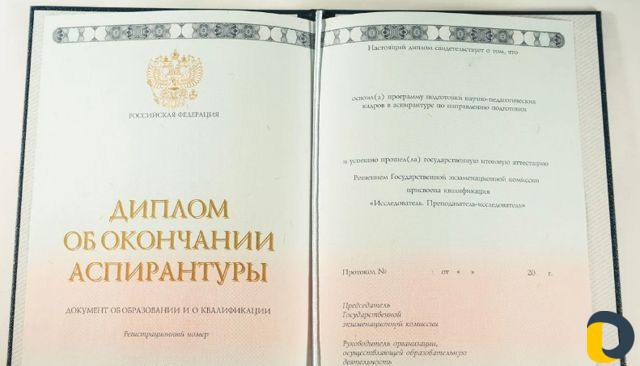 РОССИЙСКАЯ ФЕДЕРАЦИЯ
ДИПЛОМ
ОБ ОКОНЧАНИИ
АСПИРАНТУРЫ
ДОКУМЕНТ ОБ ОБРАЗОВАНИИ И О КВАЛИФИКАЦИИ
Регистрационный номер
Настоящий диплом свидетельствует о том, что
освоил(а) программу подготовки научно-педагогических
кадров в аспирантуре по направлению подготовки
и успешно прошел(ла) государственную итоговую аттестацию
Решением Государственной экзаменационной комиссии
присвоена квалификация
«Исследователь. Преподаватель-исследователь»
Протокол № от « » 20 г.
Председатель
Государственной
экзаменационной комиссии
Руководитель организации,
осуществляющей образовательную
деятельность